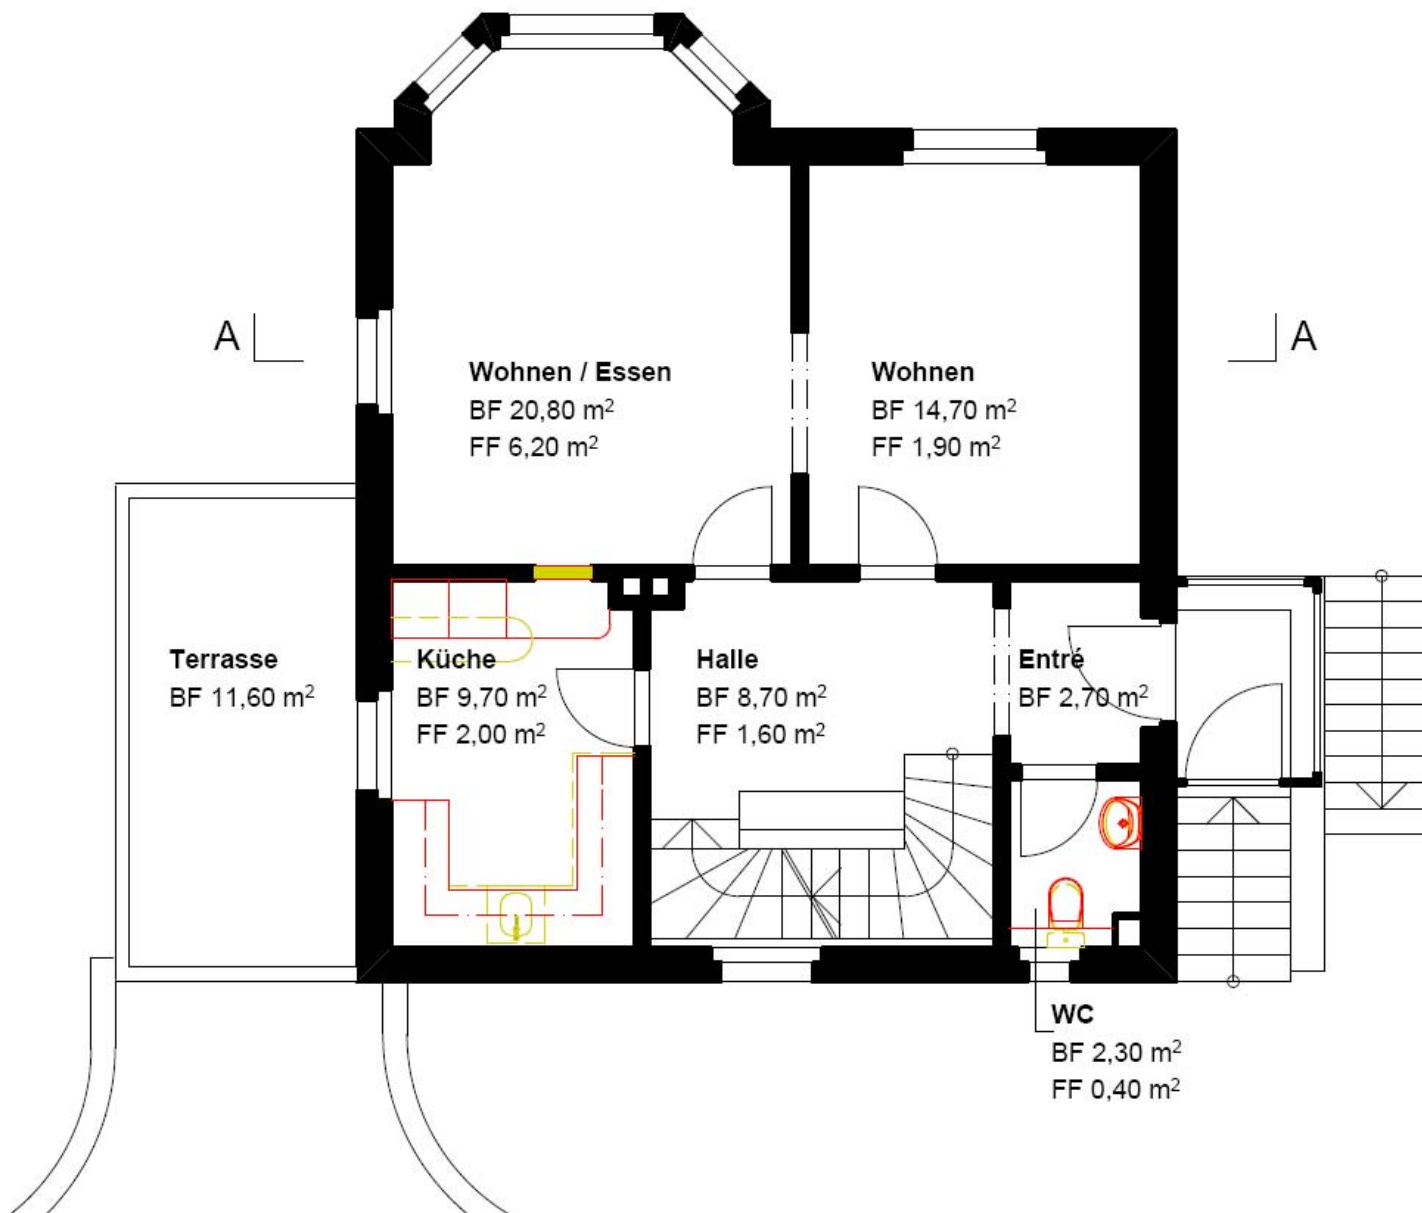 A
A
Wohnen / Essen
BF 20,80 m²
FF 6,20 m²
Wohnen
BF 14,70 m²
FF 1,90 m²
Terrasse
BF 11,60 m²
Küche
BF 9,70 m²
FF 2,00 m²
Halle
BF 8,70 m²
FF 1,60 m²
Entré
BF 2,70 m²
WC
BF 2,30 m²
FF 0,40 m²